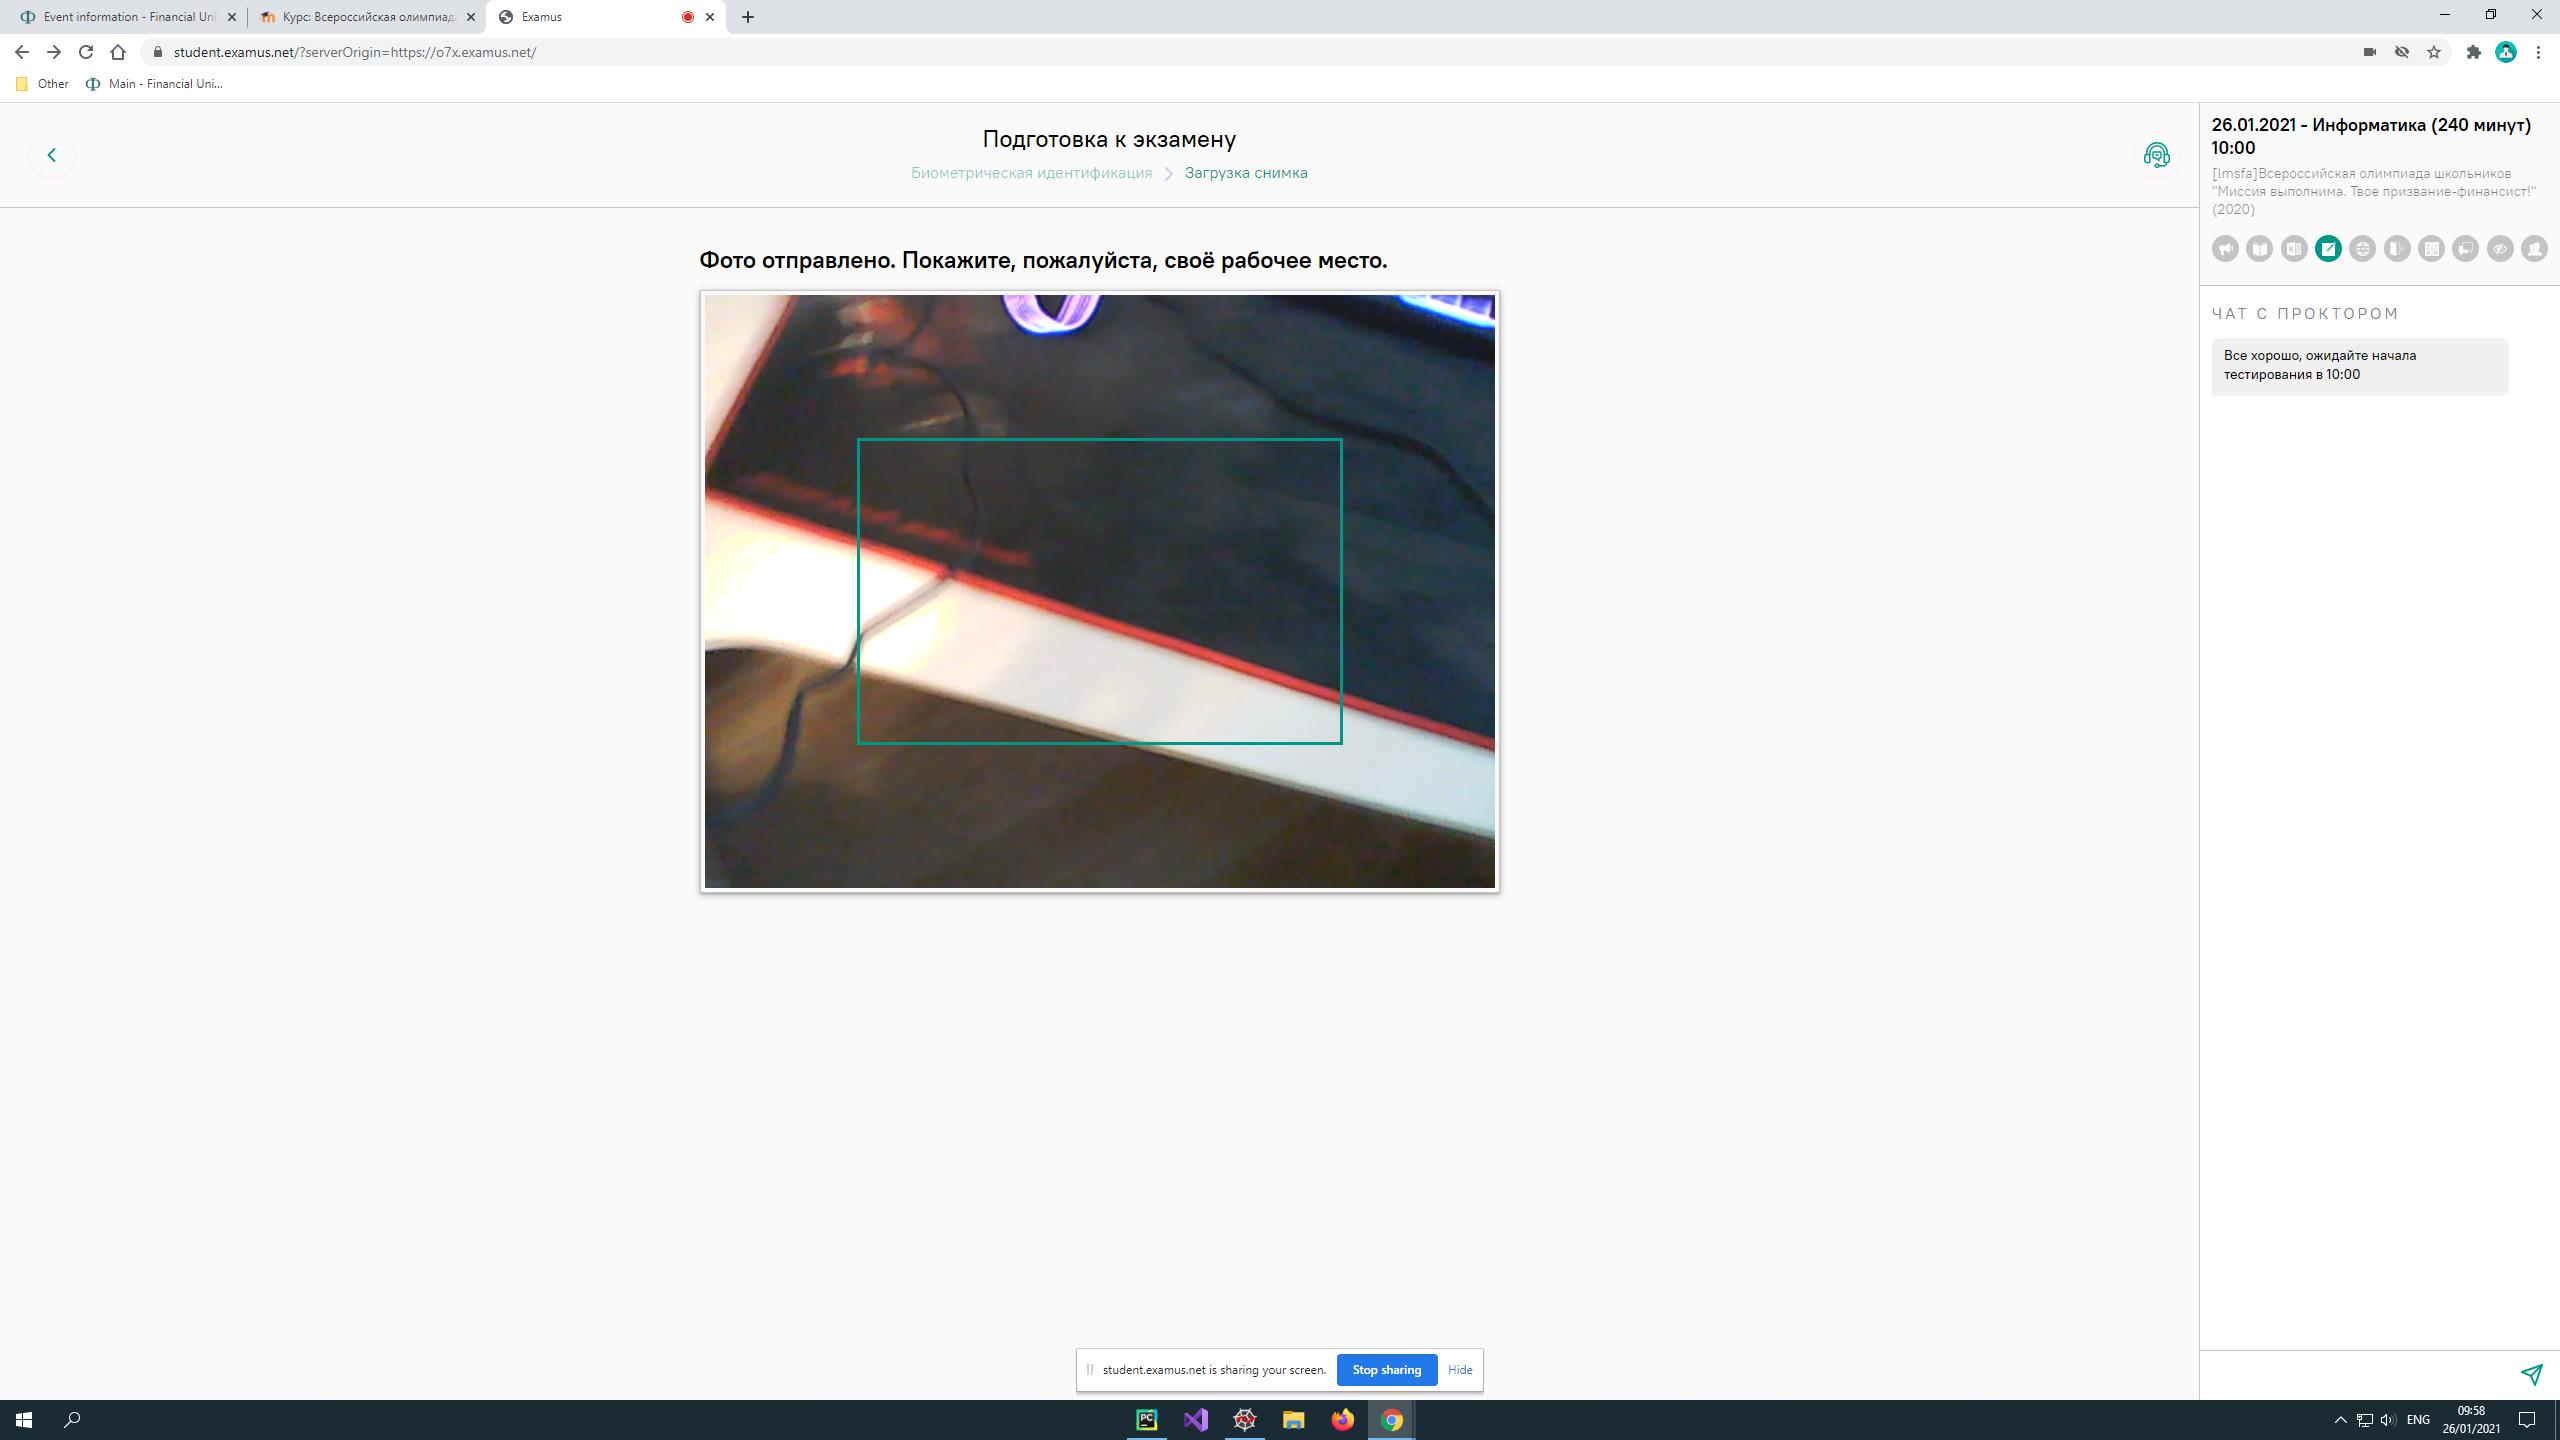 Event information - Financial Uni
Курс: Всероссийская олимпиада
Examus
student.examus.net/?serverOrigin=https://o7x.examus.net/
Other
Main - Financial Uni...
Подготовка к экзамену
Биометрическая идентификация
Загрузка снимка
Фото отправлено. Покажите, пожалуйста, своё рабочее место.
26.01.2021 - Информатика (240 минут)
10:00
[lmsfa]Всероссийская олимпиада школьников
"Миссия выполнима. Твое призвание-финансист!"
(2020)
ЧАТ С ПРОКТОРОМ
Все хорошо, ожидайте начала
тестирования в 10:00
student.examus.net is sharing your screen.
Stop sharing
Hide
PC
ENG
09:58
26/01/2021